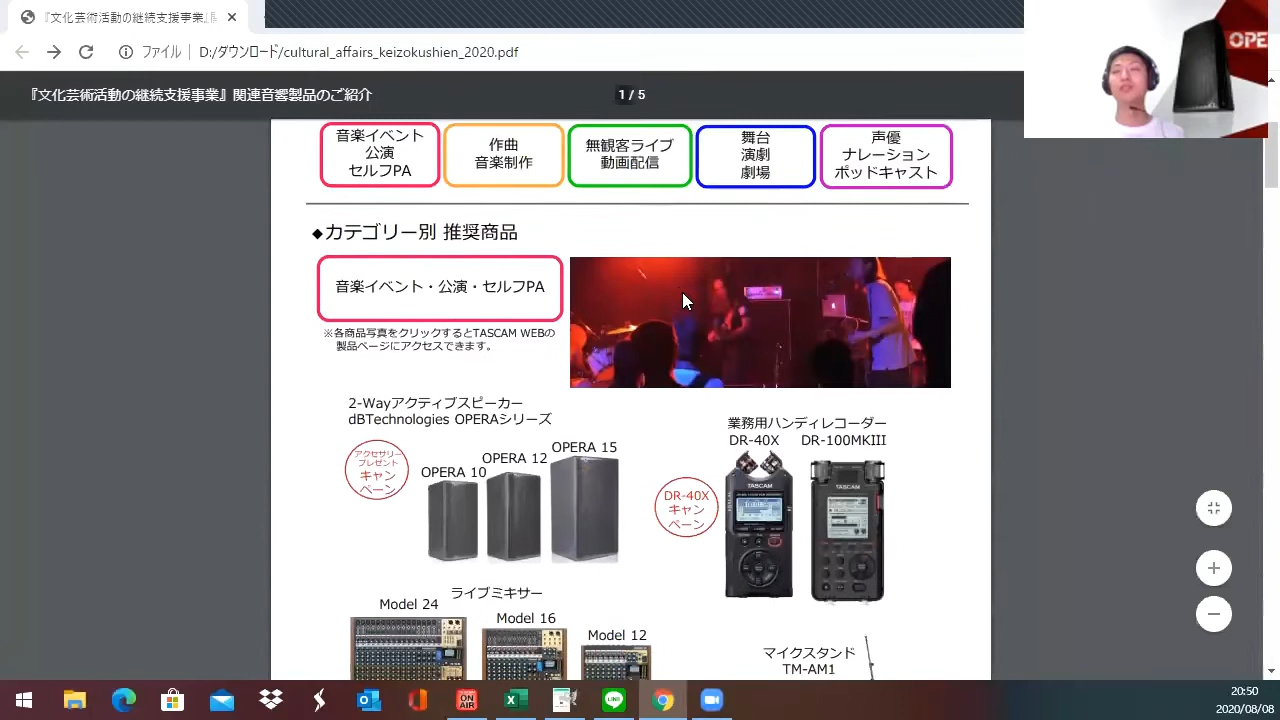 『文化芸術活動の継続支援事業』
ファイル
D:/ダウンロード/cultural_affairs_keizokushien_2020.pdf
OPE
『文化芸術活動の継続支援事業』関連音響製品のご紹介
1 / 5
音楽イベント
公演
セルフPA
作曲
音楽制作
無観客ライブ
動画配信
舞台
演劇
劇場
声優
ナレーション
ポッドキャスト
◆カテゴリー別 推奨商品
音楽イベント・公演・セルフPA
※各商品写真をクリックするとTASCAM WEBの
製品ページにアクセスできます。
2-Wayアクティブスピーカー
dBTechnologies OPERAシリーズ
アクセサリー
プレゼント
キャン
ペーン
OPERA 10
OPERA 12
OPERA 15
業務用ハンディレコーダー
DR-40X
DR-100MKIII
DR-40X
キャン
ペーン
TASCAM
TASCAM
ライブミキサー
Model 24
Model 16
Model 12
マイクスタンド
TM-AM1
ON AIR
LINE
20:50
2020/08/08